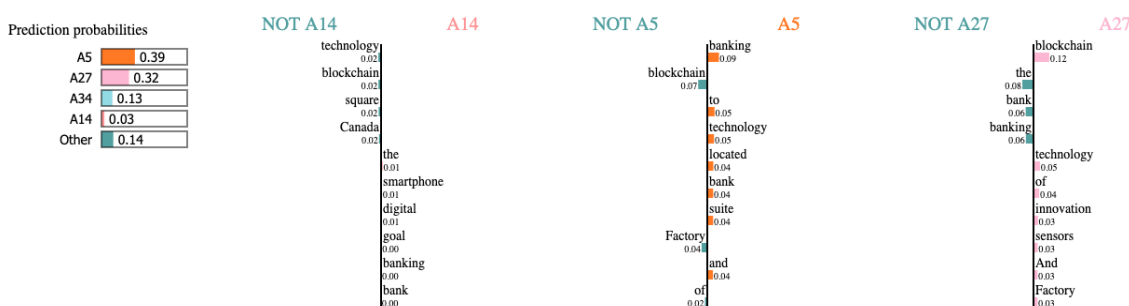 Prediction probabilities
A5 0.39
A27 0.32
A34 0.13
A14 0.03
Other 0.14
NOT A14 A14
technology
0.02
blockchain
0.02
square
0.02
Canada
0.02
the
0.01
smartphone
0.01
digital
0.01
goal
0.00
banking
0.00
bank
0.00
NOT A5 A5
banking
0.09
blockchain
0.07
to
0.05
technology
0.05
located
0.04
bank
0.04
suite
0.04
Factory
0.04
and
0.04
of
0.02
NOT A27 A27
blockchain
0.12
the
0.08
bank
0.06
banking
0.06
technology
0.05
of
0.04
innovation
0.03
sensors
0.03
And
0.03
Factory
0.03